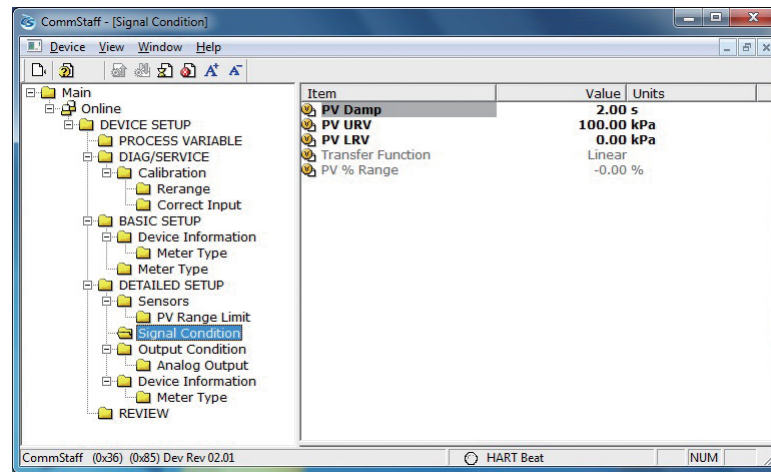 CommStaff - [Signal Condition]
Device View Window Help
A+ A-
Main
Online
DEVICE SETUP
PROCESS VARIABLE
DIAG/SERVICE
Calibration
Rerange
Correct Input
BASIC SETUP
Device Information
Meter Type
Meter Type
DETAILED SETUP
Sensors
PV Range Limit
Signal Condition
Output Condition
Analog Output
Device Information
Meter Type
REVIEW
Item Value Units
PV Damp 2.00 s
PV URV 100.00 kPa
PV LRV 0.00 kPa
Transfer Function Linear
PV % Range -0.00 %
CommStaff (0x36) (0x85) Dev Rev 02.01 HART Beat NUM